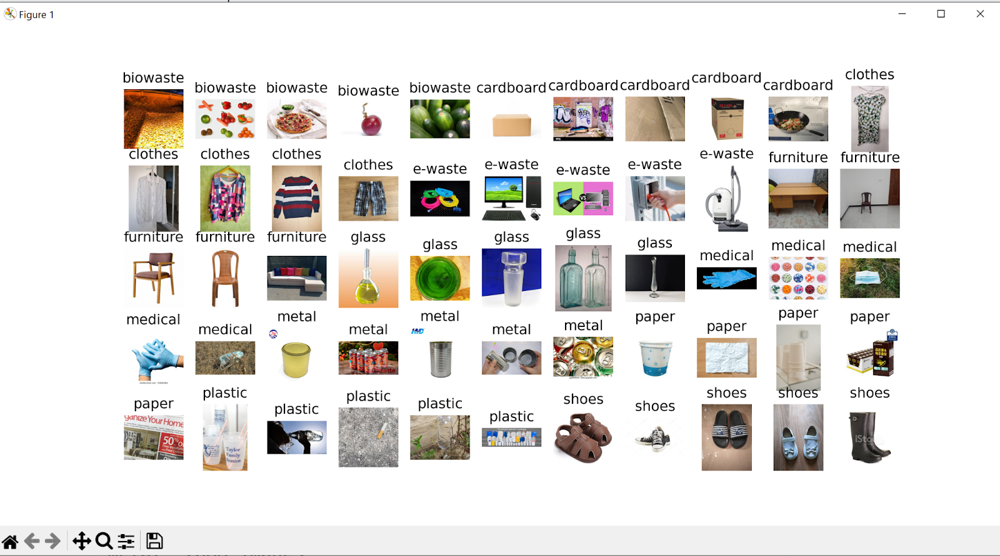 Figure 1
biowaste biowaste biowaste biowaste biowaste cardboard cardboard cardboard cardboard cardboard clothes
clothes clothes clothes clothes e-waste e-waste e-waste e-waste e-waste furniture furniture
VS
furniture furniture furniture glass glass glass glass glass medical medical medical
medical medical metal metal metal metal metal paper paper paper paper
HVD
Gazette
paper plastic plastic plastic plastic plastic shoes shoes shoes shoes shoes
ganize Your Home
50%
Taylor
Family
Reunion
iStock